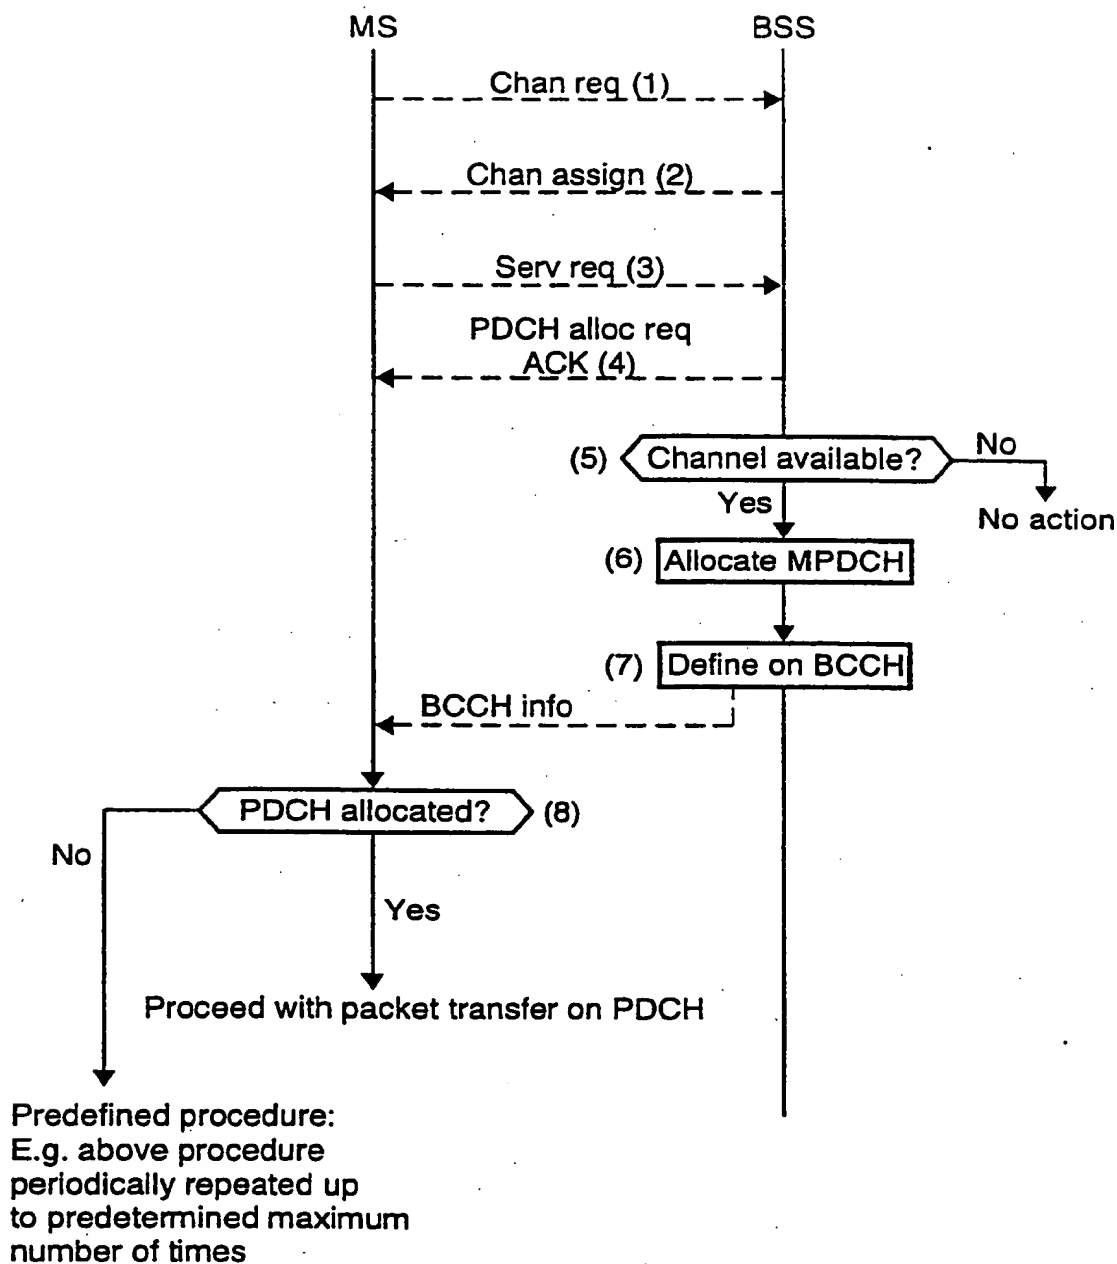 MS
BSS
Chan req (1)
Chan assign (2)
Serv req (3)
PDCH alloc req
ACK (4)
(5)
Channel available?
No
Yes
No action
(6)
Allocate MPDCH
(7)
Define on BCCH
BCCH info
PDCH allocated?
(8)
No
Yes
Proceed with packet transfer on PDCH
Predefined procedure:
E.g. above procedure
periodically repeated up
to predetermined maximum
number of times